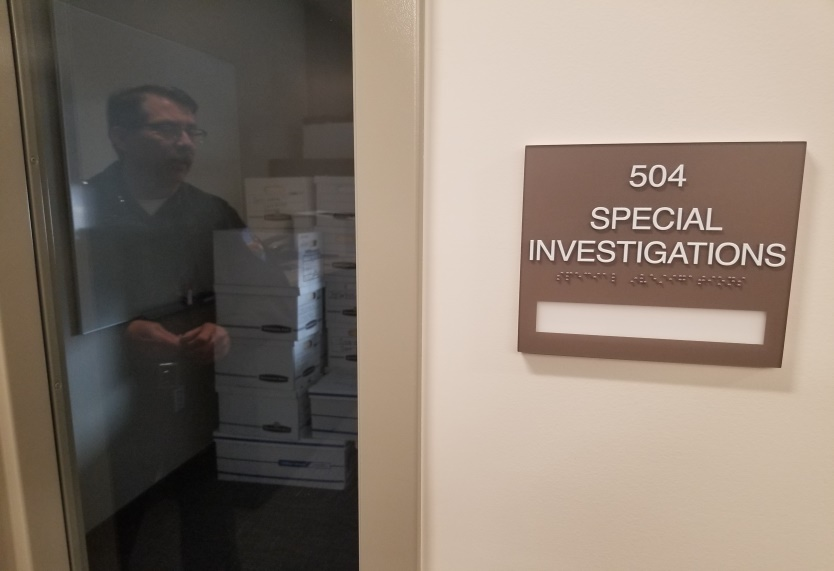 504
SPECIAL
INVESTIGATIONS